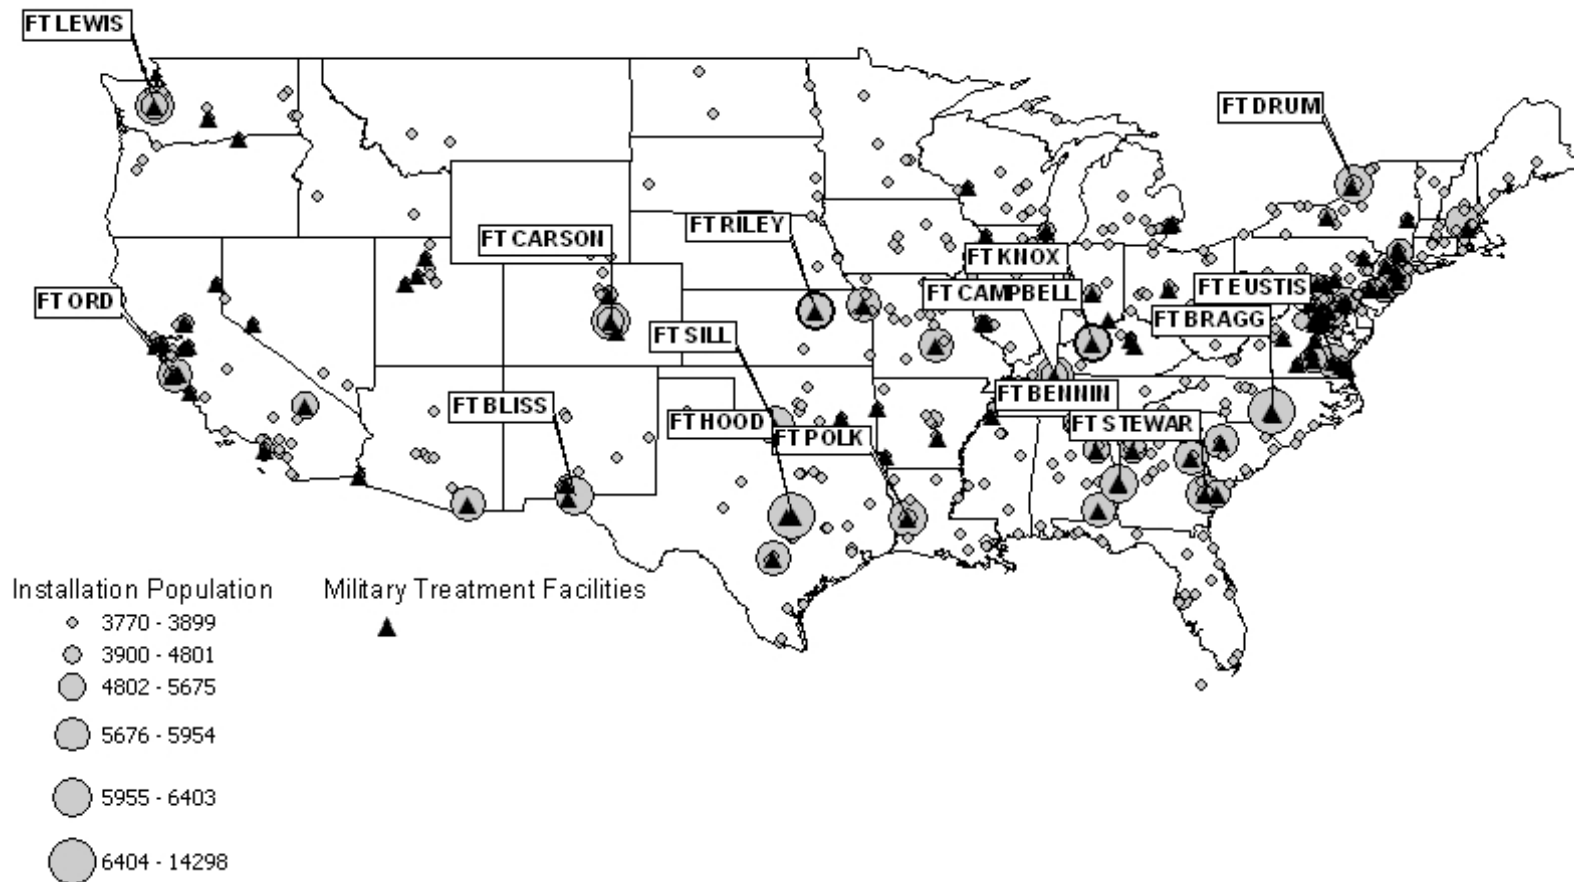 FT LEWIS
FT DRUM
FT RILEY
FT CARSON
FT KNOX
FT EUSTIS
FT CAMPBELL
FT ORD
FT BRAGG
FT SILL
FT BENNIN
FT BLISS
FT HOOD
FT STEWAR
FT POLK
Installation Population
Military Treatment Facilities
3770 - 3899
3900 - 4801
4802 - 5675
5676 - 5954
5955 - 6403
6404 - 14298